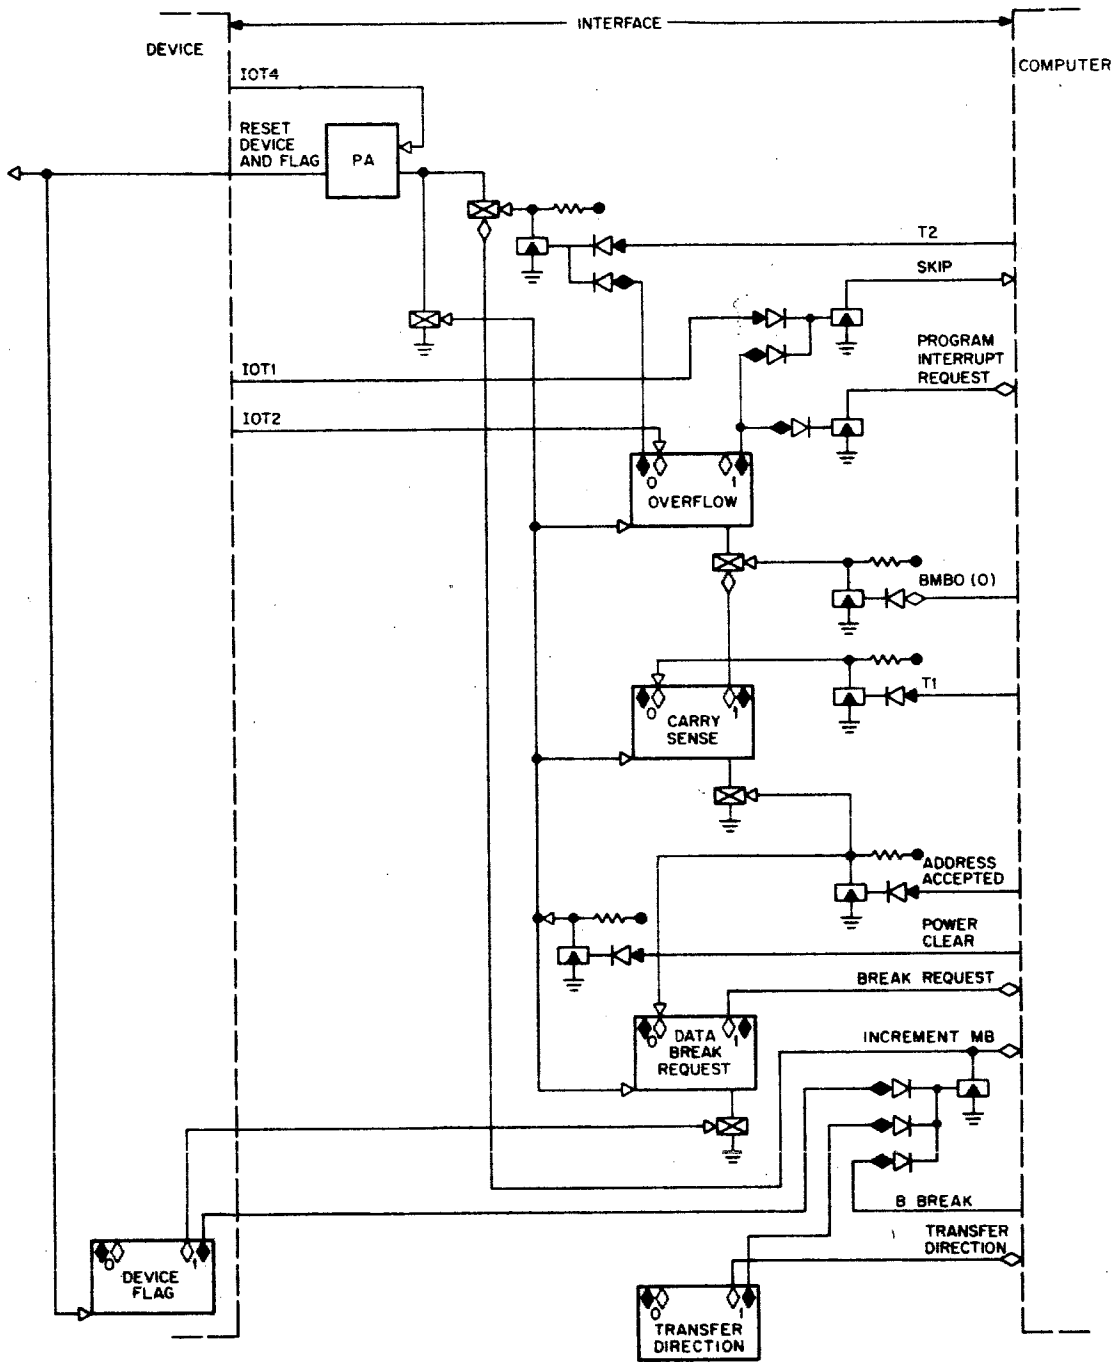 INTERFACE
DEVICE
COMPUTER
IOT4
RESET
DEVICE
AND FLAG
PA
T2
SKIP
PROGRAM
INTERRUPT
REQUEST
IOT1
IOT2
0 1
OVERFLOW
BMBO (0)
T1
0 1
CARRY
SENSE
ADDRESS
ACCEPTED
POWER
CLEAR
BREAK REQUEST
0 1
DATA
BREAK
REQUEST
INCREMENT MB
B BREAK
TRANSFER
DIRECTION
0 1
DEVICE
FLAG
0 1
TRANSFER
DIRECTION